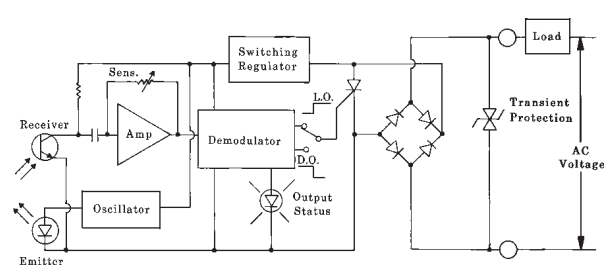 Switching
Regulator
Load
Sens.
L.O.
Transient
Protection
Receiver
Amp
Demodulator
AC
Voltage
D.O.
Oscillator
Output
Status
Emitter